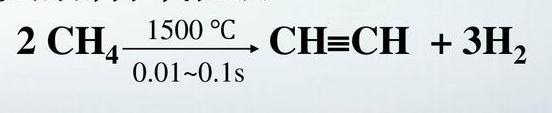 2 CH₄ 1500 ℃ 0.01~0.1s → CH≡CH + 3H₂